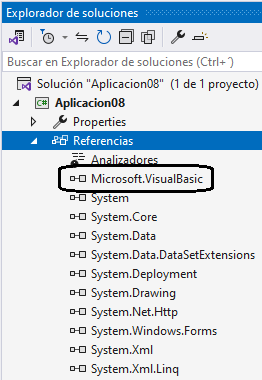 Explorador de soluciones
Buscar en Explorador de soluciones (Ctrl+´)
Solución "Aplicacion08" (1 de 1 proyecto)
C# Aplicacion08
Properties
Referencias
Analizadores
Microsoft.VisualBasic
System
System.Core
System.Data
System.Data.DataSetExtensions
System.Deployment
System.Drawing
System.Net.Http
System.Windows.Forms
System.Xml
System.Xml.Linq